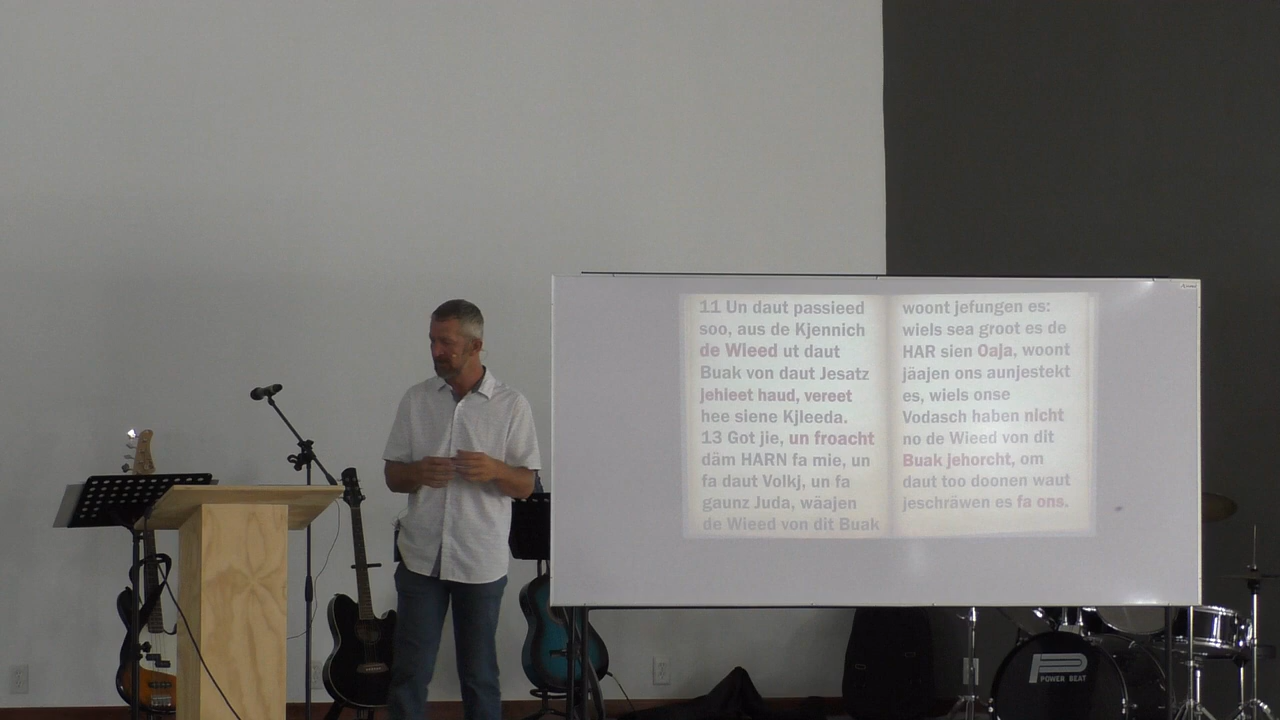 11 Un daut passieed
soo, aus de Kjennich
de Wieed ut daut
Buak von daut Jesatz
jehieet haud, vereet
hee siene Kjleeda.
13 Got jie, un froacht
dâm HARN fa mie, un
fa daut Volkj, un fa
gaunz Juda, wäajen
de Wieed von dit Buak
woont jefungen es:
wiels sea groot es de
HAR sien Oaja, woont
jäajen ons aunjestekt
es, wiels onse
Vodasch haben nicht
no de Wieed von dit
Buak jehorcht, om
daut too doonen waut
jeschräwen es fa ons.
POWER BEAT